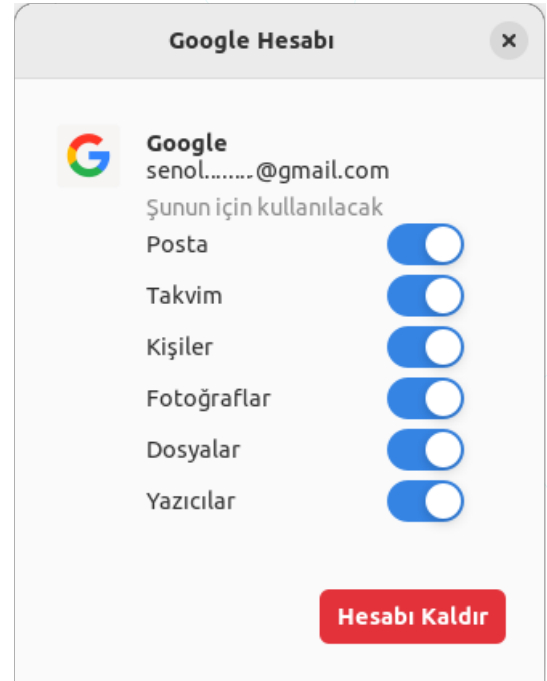 Google Hesabı
Google
senol........@gmail.com
Şunun için kullanılacak
Posta
Takvim
Kişiler
Fotoğraflar
Dosyalar
Yazıcılar
Hesabı Kaldır